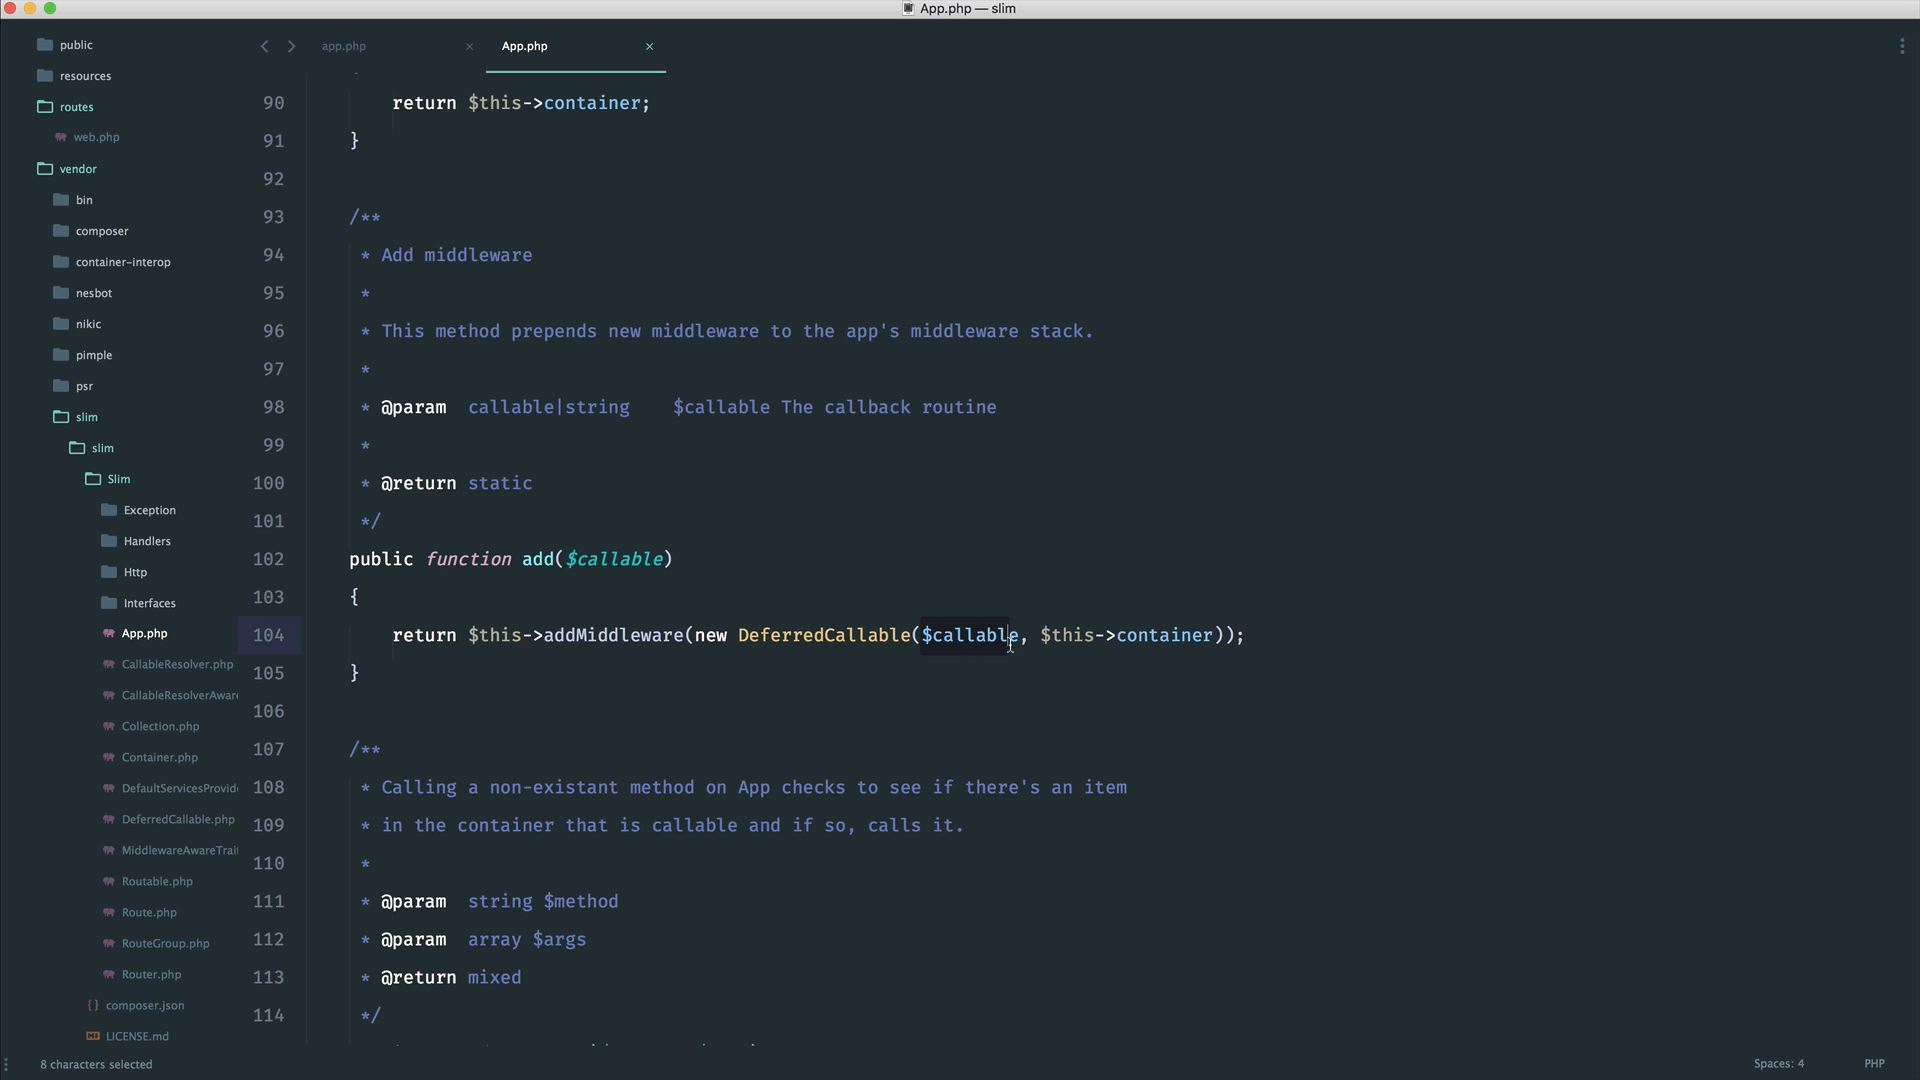 App.php — slim
public
resources
routes
web.php
vendor
bin
composer
container-interop
nesbot
nikic
pimple
psr
slim
slim
Slim
Exception
Handlers
Http
Interfaces
App.php
CallableResolver.php
CallableResolverAware
Collection.php
Container.php
DefaultServicesProvid
DeferredCallable.php
MiddlewareAwareTrai
Routable.php
Route.php
RouteGroup.php
Router.php
composer.json
LICENSE.md
app.php × App.php ×
90 return $this->container;
91 }
92
93 /**
94 * Add middleware
95 *
96 * This method prepends new middleware to the app's middleware stack.
97 *
98 * @param callable|string $callable The callback routine
99 *
100 * @return static
101 */
102 public function add($callable)
103 {
104 return $this->addMiddleware(new DeferredCallable($callable, $this->container));
105 }
106
107 /**
108 * Calling a non-existant method on App checks to see if there's an item
109 * in the container that is callable and if so, calls it.
110 *
111 * @param string $method
112 * @param array $args
113 * @return mixed
114 */
8 characters selected
Spaces: 4
PHP